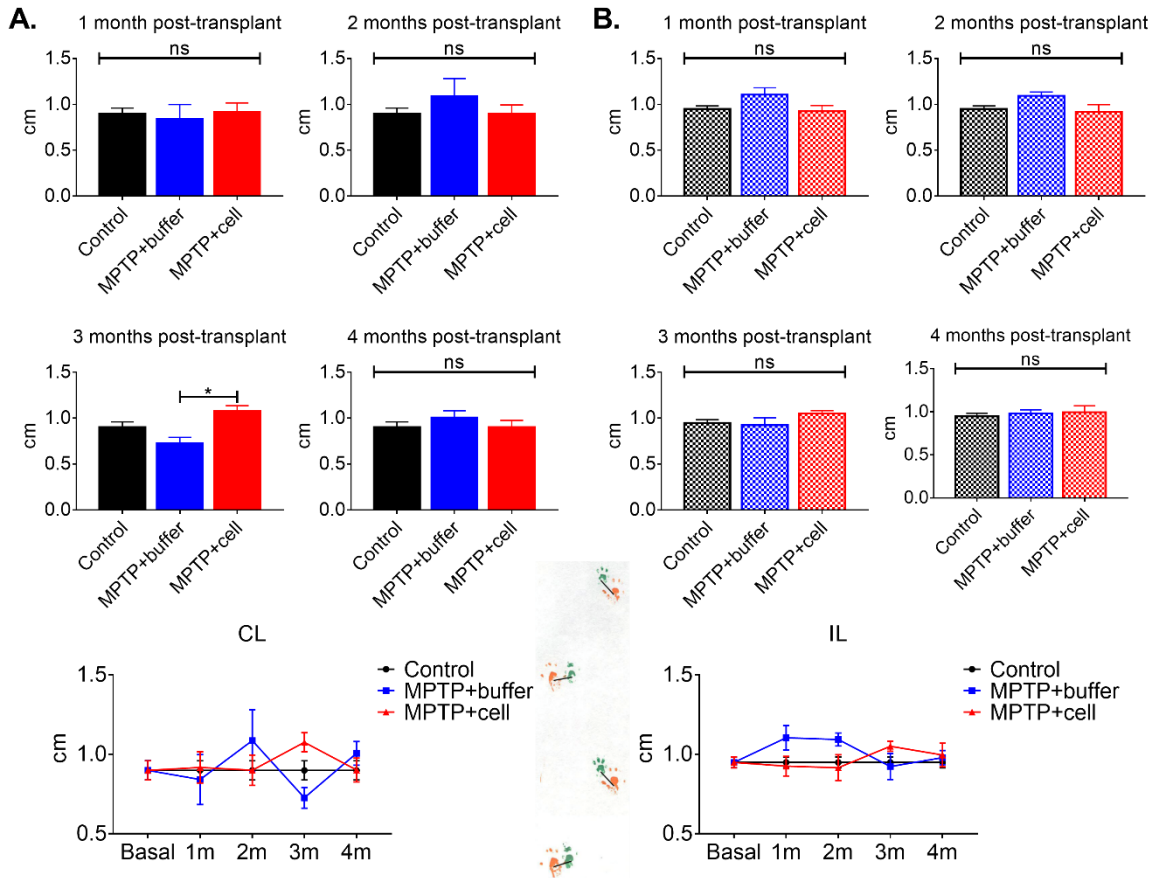 A.
1 month post-transplant
ns
cm
1.5
1.0
0.5
0.0
Control
MPTP+buffer
MPTP+cell
2 months post-transplant
ns
cm
1.5
1.0
0.5
0.0
Control
MPTP+buffer
MPTP+cell
B.
1 month post-transplant
ns
cm
1.5
1.0
0.5
0.0
Control
MPTP+buffer
MPTP+cell
2 months post-transplant
ns
cm
1.5
1.0
0.5
0.0
Control
MPTP+buffer
MPTP+cell
3 months post-transplant
*
cm
1.5
1.0
0.5
0.0
Control
MPTP+buffer
MPTP+cell
4 months post-transplant
ns
cm
1.5
1.0
0.5
0.0
Control
MPTP+buffer
MPTP+cell
3 months post-transplant
ns
cm
1.5
1.0
0.5
0.0
Control
MPTP+buffer
MPTP+cell
4 months post-transplant
ns
cm
1.5
1.0
0.5
0.0
Control
MPTP+buffer
MPTP+cell
CL
cm
1.5
1.0
0.5
Basal 1m 2m 3m 4m
Control
MPTP+buffer
MPTP+cell
IL
cm
1.5
1.0
0.5
Basal 1m 2m 3m 4m
Control
MPTP+buffer
MPTP+cell